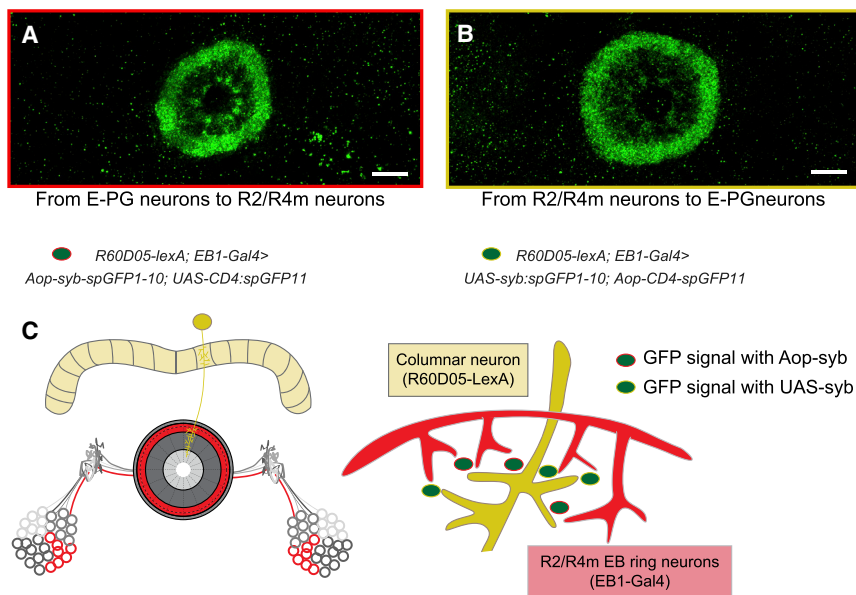 A
B
From E-PG neurons to R2/R4m neurons
From R2/R4m neurons to E-PGneurons
R60D05-lexA; EB1-Gal4>
Aop-syb-spGFP1-10; UAS-CD4:spGFP11
R60D05-lexA; EB1-Gal4>
UAS-syb:spGFP1-10; Aop-CD4-spGFP11
C
Columnar neuron
(R60D05-LexA)
GFP signal with Aop-syb
GFP signal with UAS-syb
R2/R4m EB ring neurons
(EB1-Gal4)